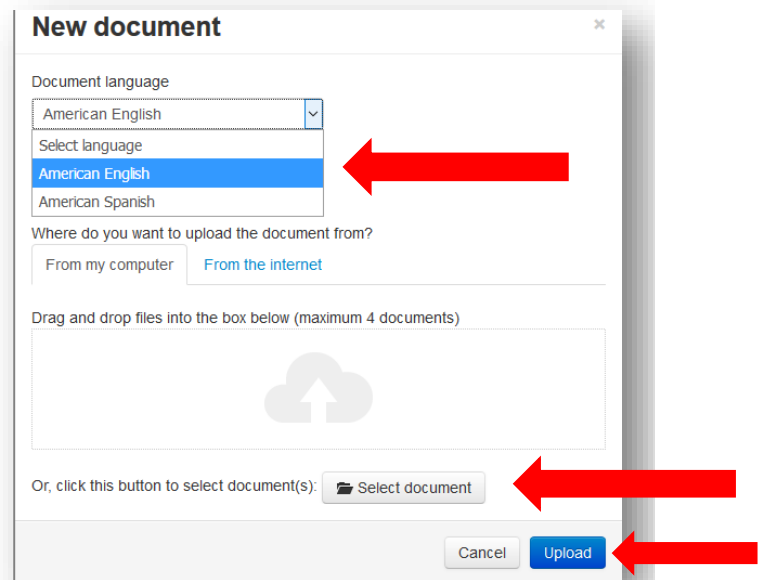 New document ×
Document language
American English
Select language
American English
American Spanish
Where do you want to upload the document from?
From my computer From the internet
Drag and drop files into the box below (maximum 4 documents)
Or, click this button to select document(s): Select document
Cancel Upload